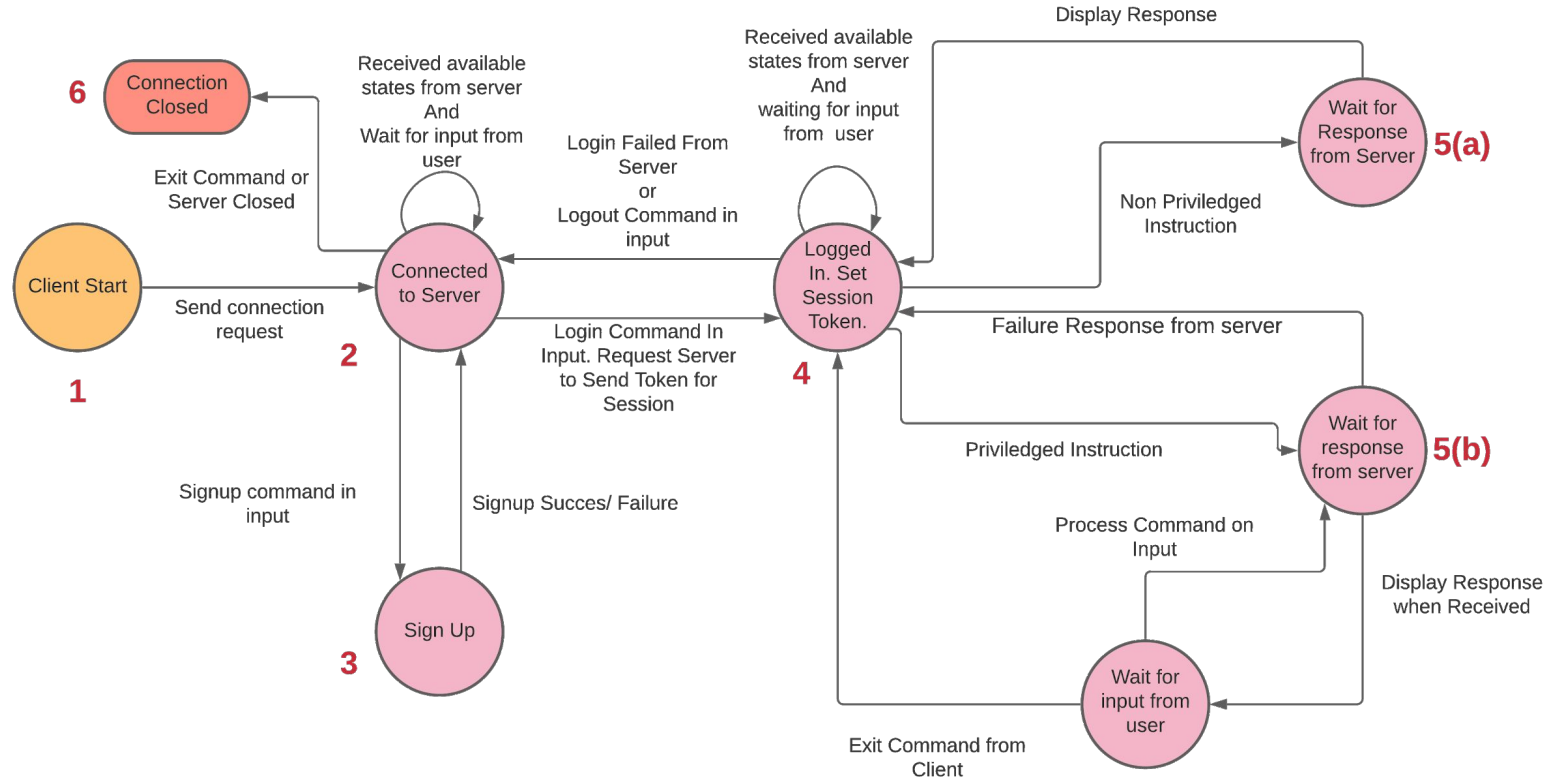 Display Response
Received available
states from server
And
waiting for input
from  user
Received available
states from server
And
Wait for input from
user
6
Connection
Closed
Wait for
Response
from Server
5(a)
Login Failed From
Server
or
Logout Command in
input
Exit Command or
Server Closed
Non Priviledged
Instruction
Client Start
Connected
to Server
Logged
In. Set
Session
Token.
Send connection
request
Failure Response from server
Login Command In
Input. Request Server
to Send Token for
Session
2
4
1
Wait for
response
from server
5(b)
Priviledged Instruction
Signup command in
input
Signup Succes/ Failure
Process Command on
Input
Display Response
when Received
Sign Up
3
Wait for
input from
user
Exit Command from
Client